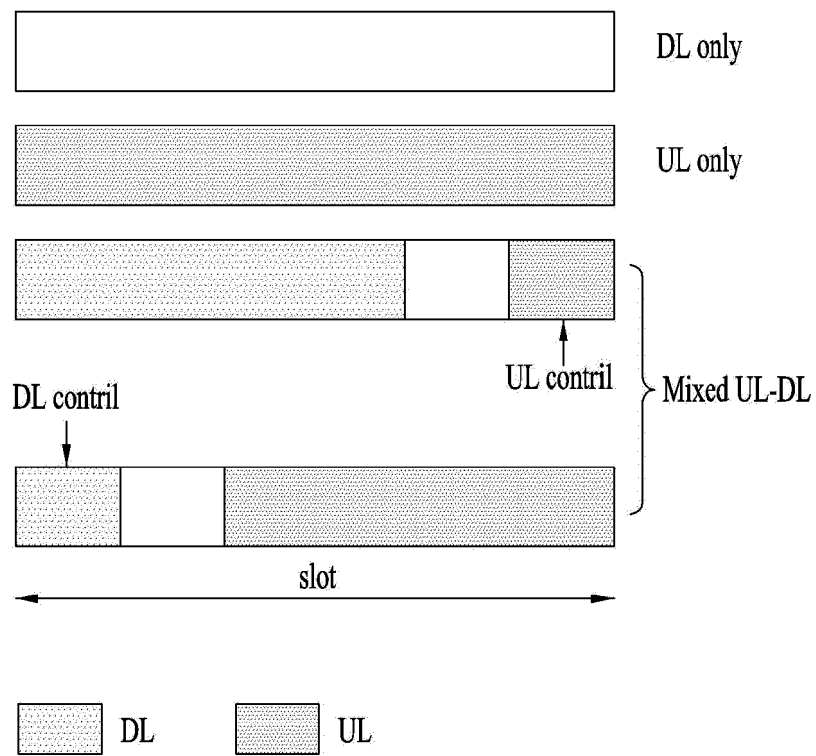 DL only
UL only
UL contril
DL contril
Mixed UL-DL
slot
DL
UL